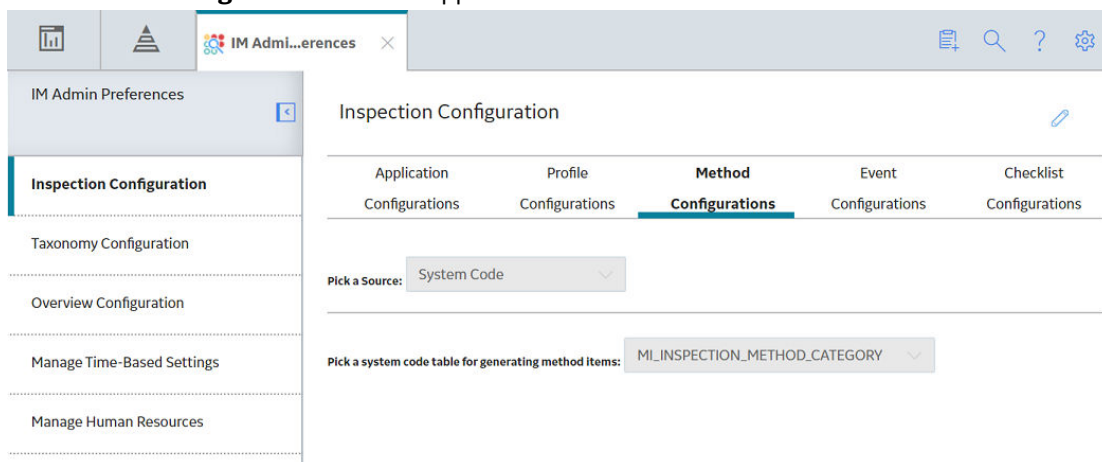 IM Admi...erences
IM Admin Preferences
Inspection Configuration
Taxonomy Configuration
Overview Configuration
Manage Time-Based Settings
Manage Human Resources
Inspection Configuration
Application Configurations
Profile Configurations
Method Configurations
Event Configurations
Checklist Configurations
Pick a Source: System Code
Pick a system code table for generating method items: MI_INSPECTION_METHOD_CATEGORY